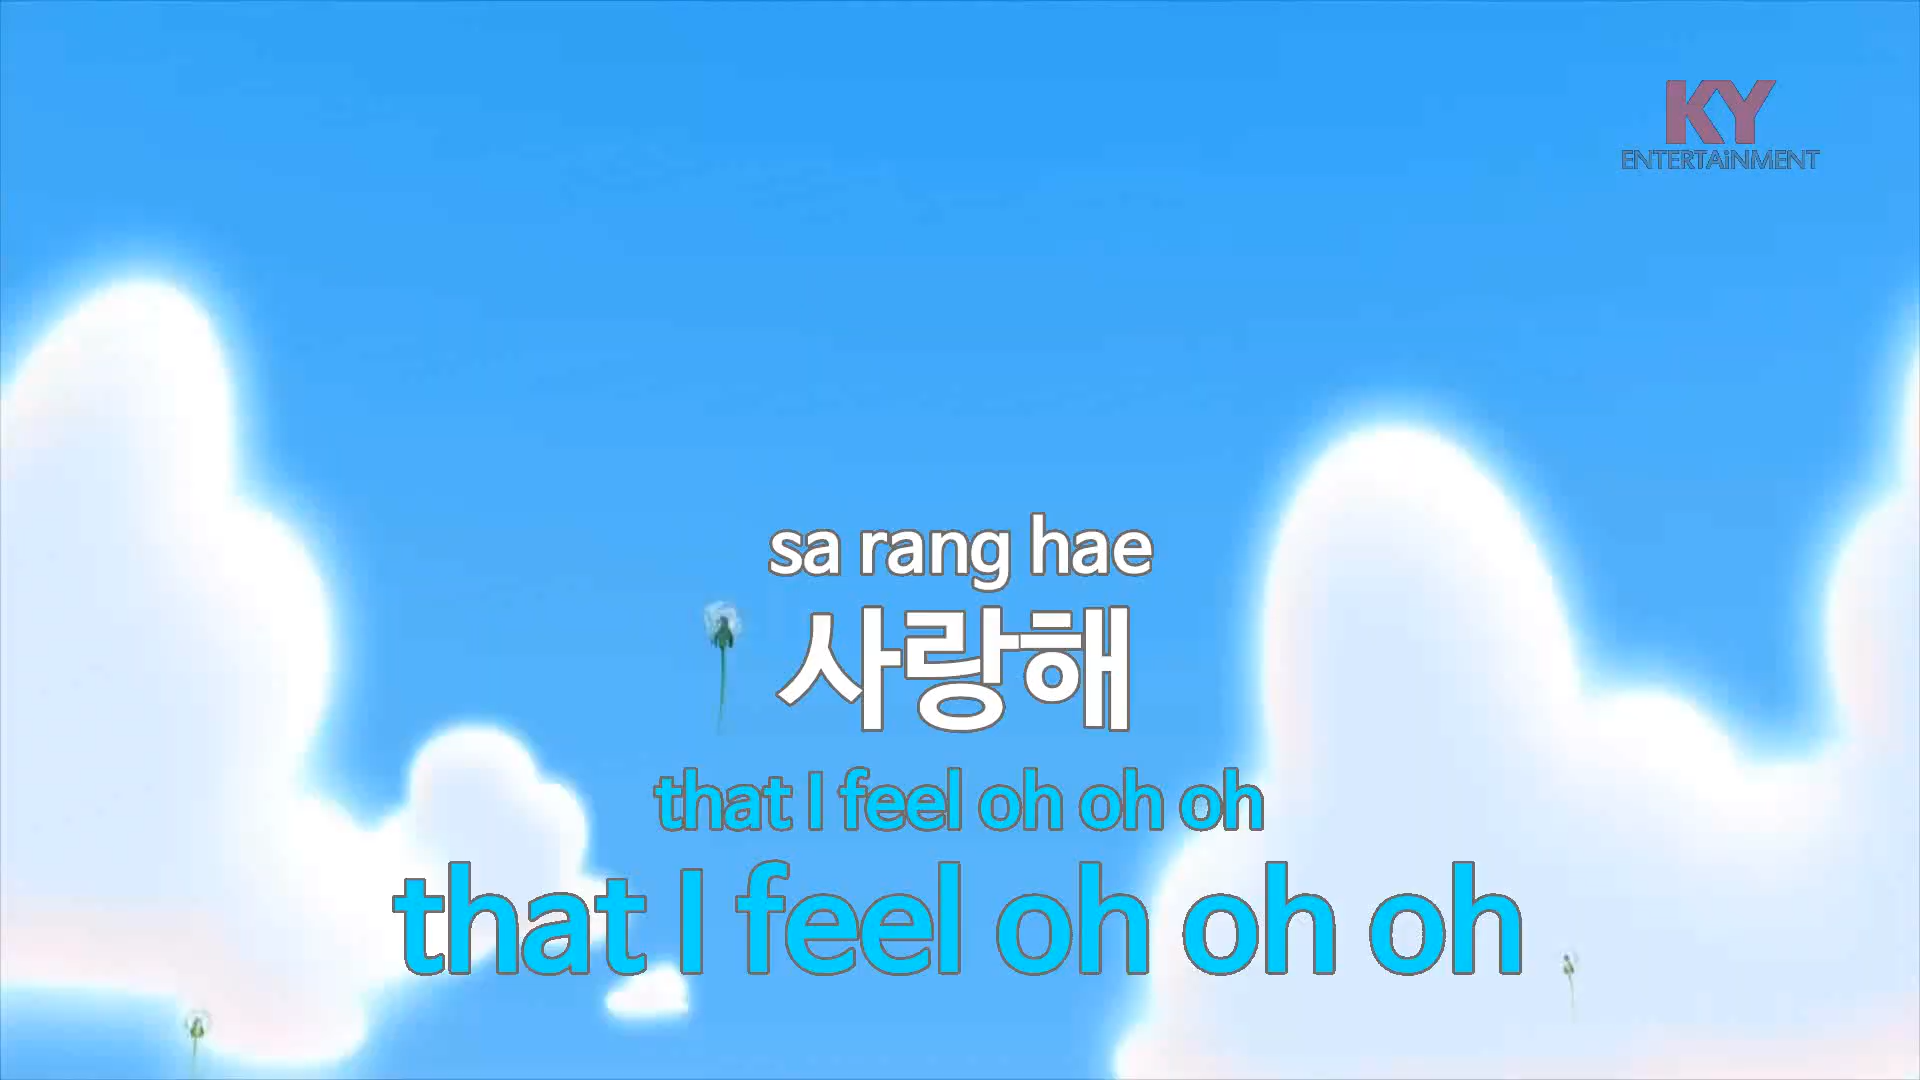 KY
ENTERTAiNMENT
sa rang hae
사랑해
that I feel oh oh oh
that I feel oh oh oh